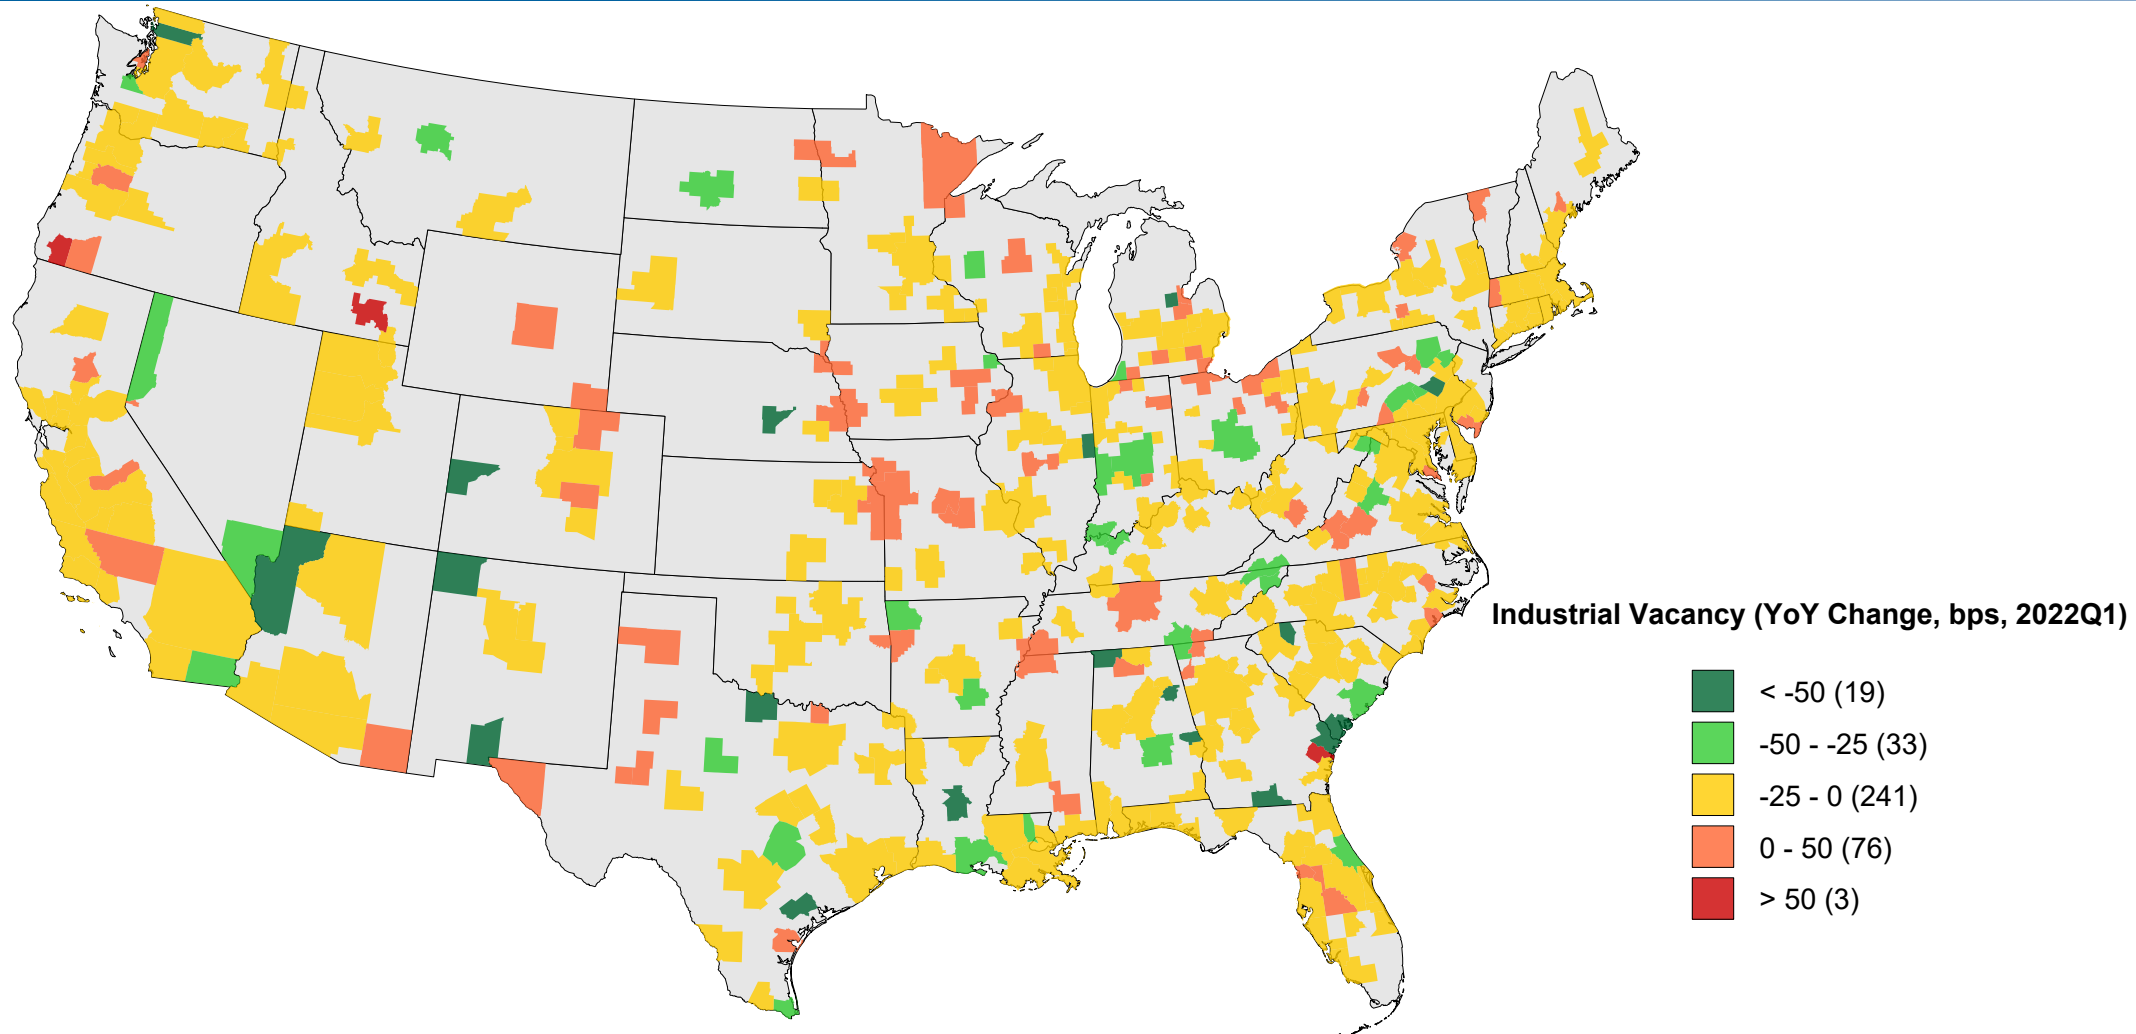 Industrial Vacancy (YoY Change, bps, 2022Q1)
< -50 (19)
-50 - -25 (33)
-25 - 0 (241)
0 - 50 (76)
> 50 (3)